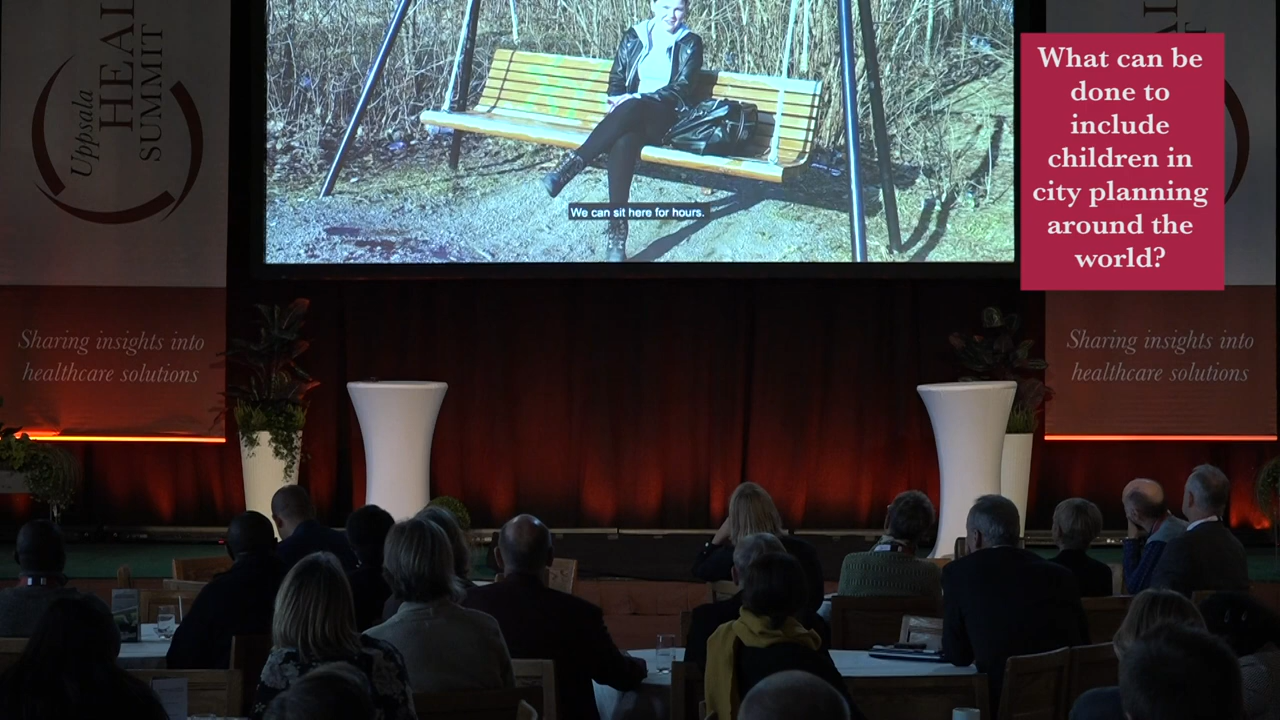 Uppsala
SUMMIT
Sharing insights into
healthcare solutions
We can sit here for hours.
What can be
done to
include
children in
city planning
around the
world?
Sharing insights into
healthcare solutions